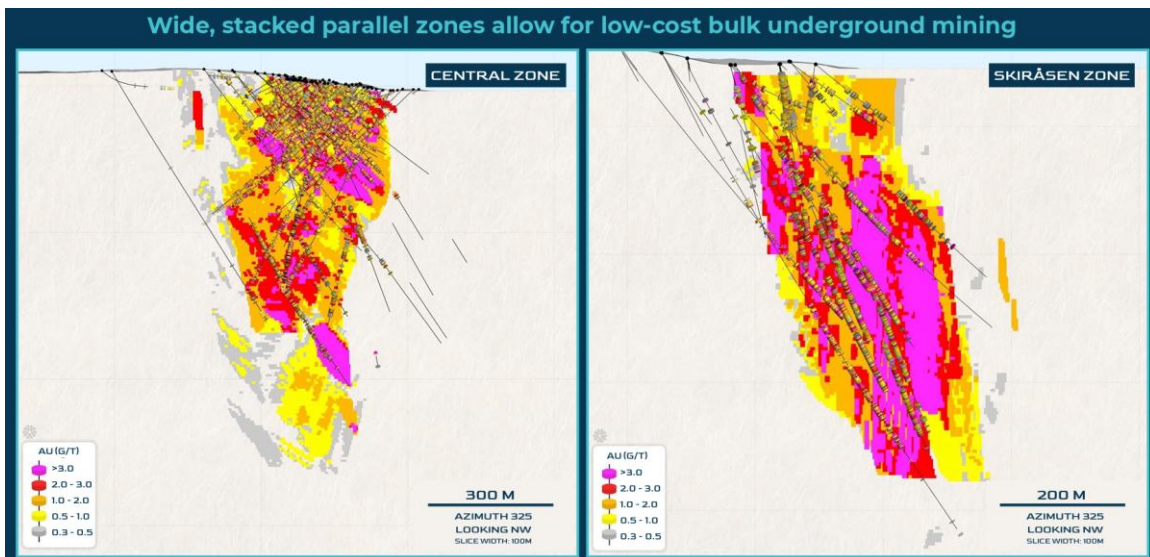 Wide, stacked parallel zones allow for low-cost bulk underground mining
CENTRAL ZONE
AU (G/T)
>3.0
2.0 - 3.0
1.0 - 2.0
0.5 - 1.0
0.3 - 0.5
300 M
AZIMUTH 325
LOOKING NW
SLICE WIDTH: 100M
SKIRÅSEN ZONE
AU (G/T)
>3.0
2.0 - 3.0
1.0 - 2.0
0.5 - 1.0
0.3 - 0.5
200 M
AZIMUTH 325
LOOKING NW
SLICE WIDTH: 100M